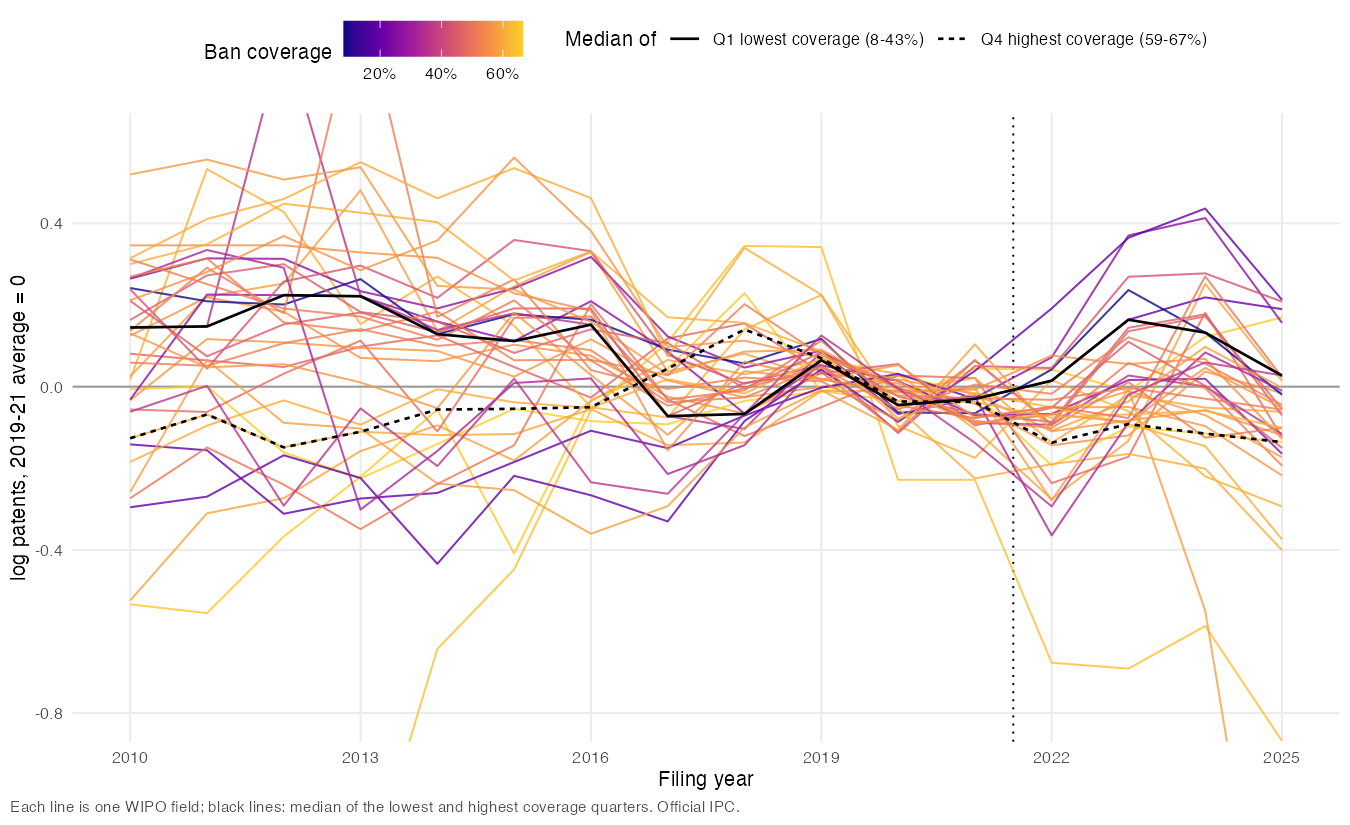 Ban coverage
20% 40% 60%
Median of Q1 lowest coverage (8-43%) Q4 highest coverage (59-67%)
log patents, 2019-21 average = 0
0.4
0.0
-0.4
-0.8
2010 2013 2016 2019 2022 2025
Filing year
Each line is one WIPO field; black lines: median of the lowest and highest coverage quarters. Official IPC.